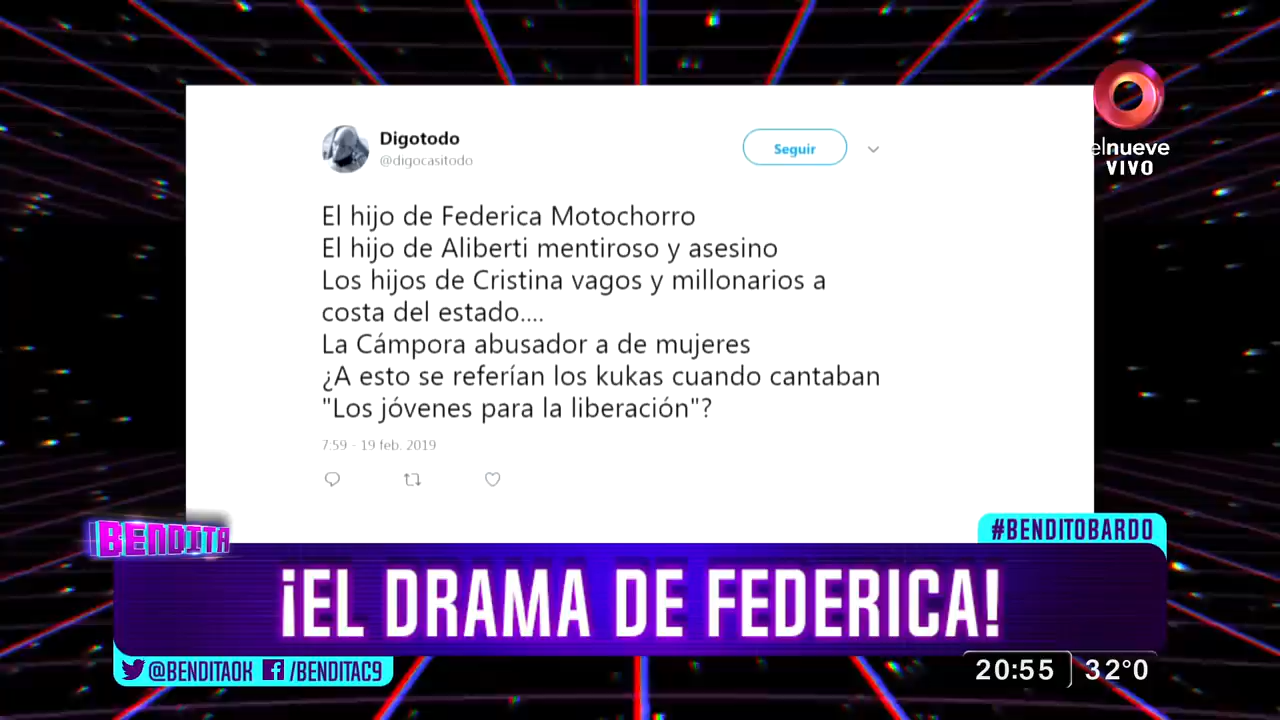 Digotodo
@digocasitodo
Seguir
elnueve
VIVO
El hijo de Federica Motochorro
El hijo de Aliberti mentiroso y asesino
Los hijos de Cristina vagos y millonarios a
costa del estado....
La Cámpora abusador a de mujeres
¿A esto se referían los kukas cuando cantaban
"Los jóvenes para la liberación"?
7:59 - 19 feb. 2019
BENDITA
#BENDITOBARDO
¡EL DRAMA DE FEDERICA!
@BENDITAOK /BENDITAC9
20:55 32°0